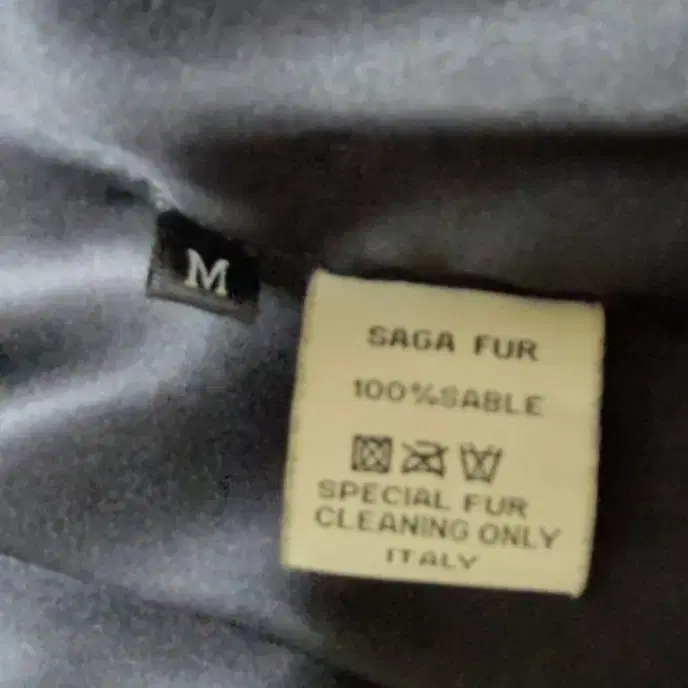 M
SAGA FUR
100%SABLE
SPECIAL FUR
CLEANING ONLY
ITALY